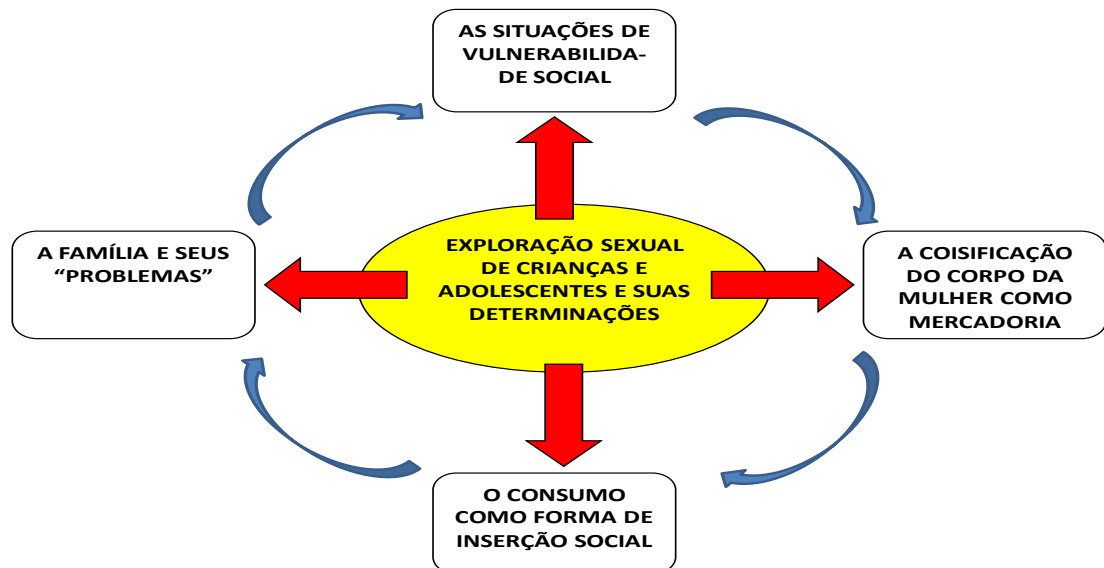 AS SITUAÇÕES DE
VULNERABILIDA-
DE SOCIAL
A FAMÍLIA E SEUS
“PROBLEMAS”
EXPLORAÇÃO SEXUAL
DE CRIANÇAS E
ADOLESCENTES E SUAS
DETERMINAÇÕES
A COISIFICAÇÃO
DO CORPO DA
MULHER COMO
MERCADORIA
O CONSUMO
COMO FORMA DE
INSERÇÃO SOCIAL